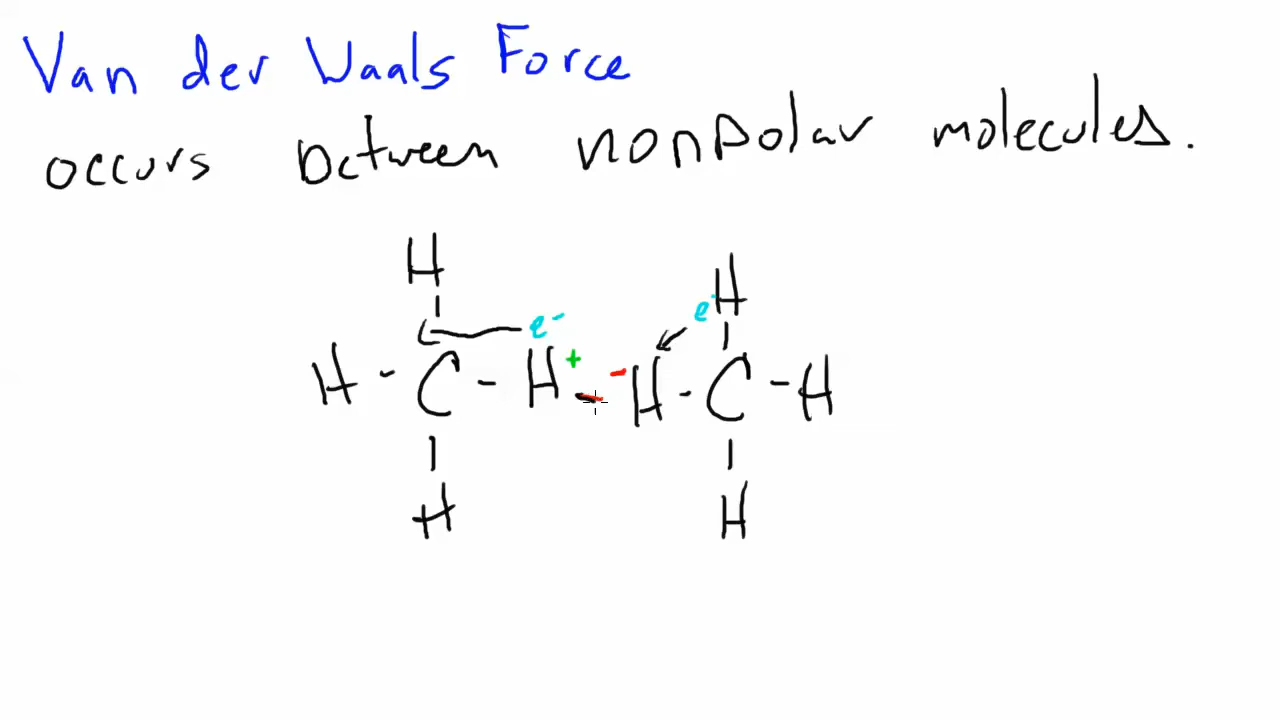 Van der Waals Force
occurs between nonpolar molecules.
H H
e⁻ e⁻
H - C - H + - H - C - H
H H